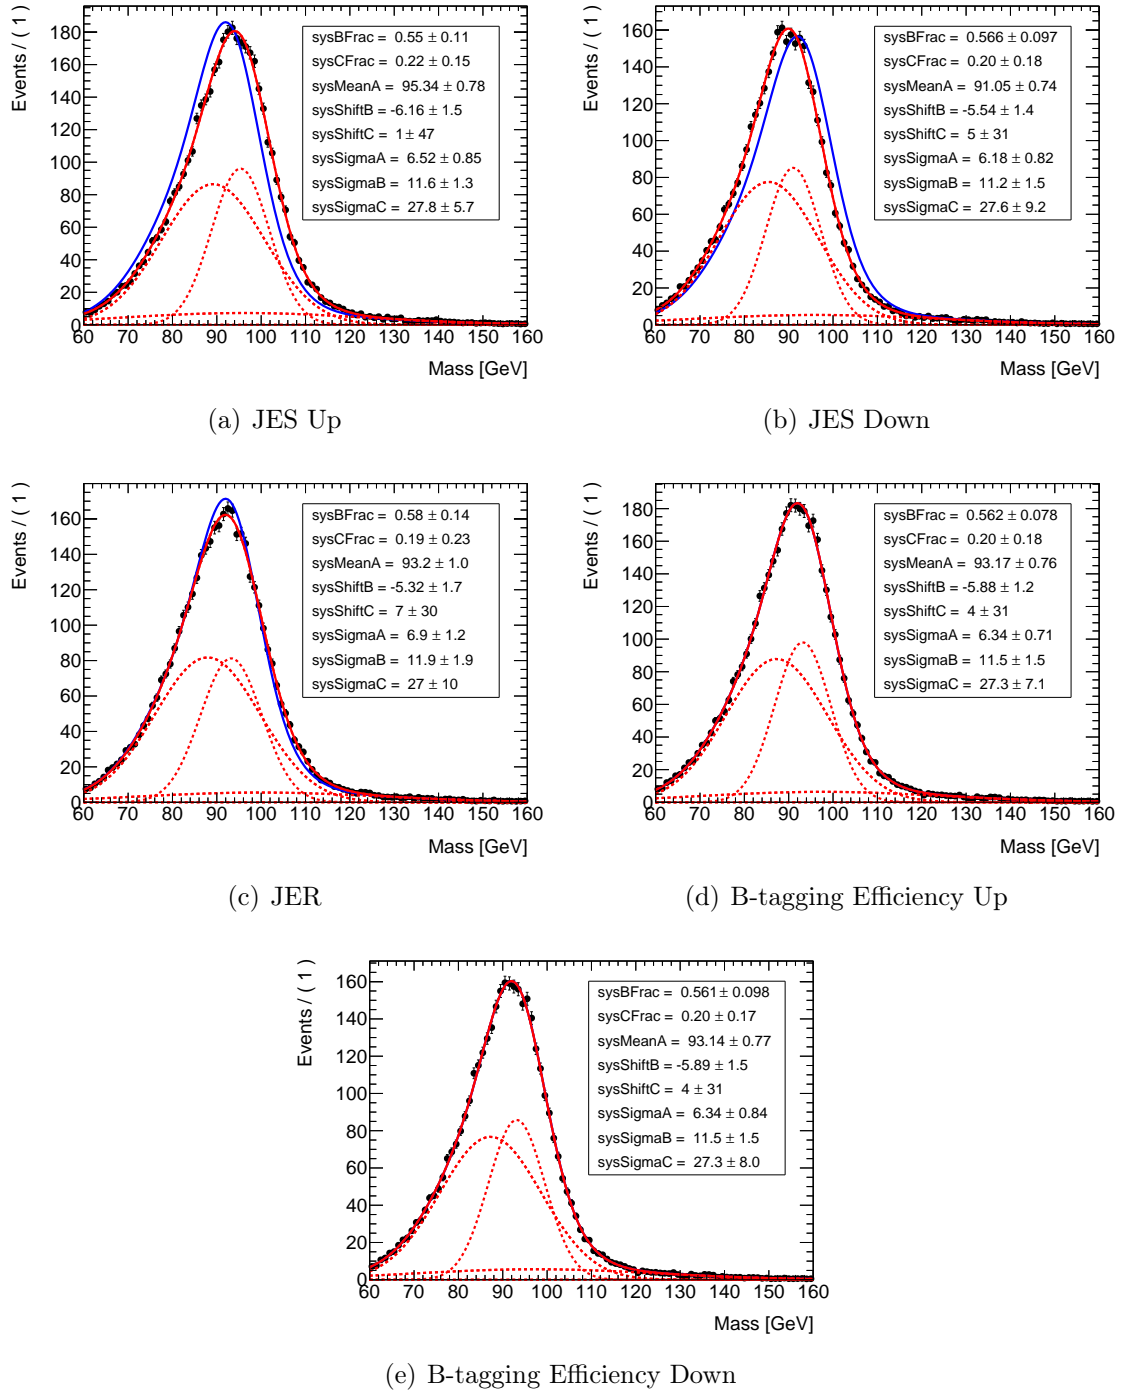 Events / ( 1 )
180
160
140
120
100
80
60
40
20
0
sysBFrac = 0.55 ± 0.11
sysCFrac = 0.22 ± 0.15
sysMeanA = 95.34 ± 0.78
sysShiftB = -6.16 ± 1.5
sysShiftC = 1 ± 47
sysSigmaA = 6.52 ± 0.85
sysSigmaB = 11.6 ± 1.3
sysSigmaC = 27.8 ± 5.7
60 70 80 90 100 110 120 130 140 150 160
Mass [GeV]
(a) JES Up
Events / ( 1 )
160
140
120
100
80
60
40
20
0
sysBFrac = 0.566 ± 0.097
sysCFrac = 0.20 ± 0.18
sysMeanA = 91.05 ± 0.74
sysShiftB = -5.54 ± 1.4
sysShiftC = 5 ± 31
sysSigmaA = 6.18 ± 0.82
sysSigmaB = 11.2 ± 1.5
sysSigmaC = 27.6 ± 9.2
60 70 80 90 100 110 120 130 140 150 160
Mass [GeV]
(b) JES Down
Events / ( 1 )
160
140
120
100
80
60
40
20
0
sysBFrac = 0.58 ± 0.14
sysCFrac = 0.19 ± 0.23
sysMeanA = 93.2 ± 1.0
sysShiftB = -5.32 ± 1.7
sysShiftC = 7 ± 30
sysSigmaA = 6.9 ± 1.2
sysSigmaB = 11.9 ± 1.9
sysSigmaC = 27 ± 10
60 70 80 90 100 110 120 130 140 150 160
Mass [GeV]
(c) JER
Events / ( 1 )
180
160
140
120
100
80
60
40
20
0
sysBFrac = 0.562 ± 0.078
sysCFrac = 0.20 ± 0.18
sysMeanA = 93.17 ± 0.76
sysShiftB = -5.88 ± 1.2
sysShiftC = 4 ± 31
sysSigmaA = 6.34 ± 0.71
sysSigmaB = 11.5 ± 1.5
sysSigmaC = 27.3 ± 7.1
60 70 80 90 100 110 120 130 140 150 160
Mass [GeV]
(d) B-tagging Efficiency Up
Events / ( 1 )
160
140
120
100
80
60
40
20
0
sysBFrac = 0.561 ± 0.098
sysCFrac = 0.20 ± 0.17
sysMeanA = 93.14 ± 0.77
sysShiftB = -5.89 ± 1.5
sysShiftC = 4 ± 31
sysSigmaA = 6.34 ± 0.84
sysSigmaB = 11.5 ± 1.5
sysSigmaC = 27.3 ± 8.0
60 70 80 90 100 110 120 130 140 150 160
Mass [GeV]
(e) B-tagging Efficiency Down